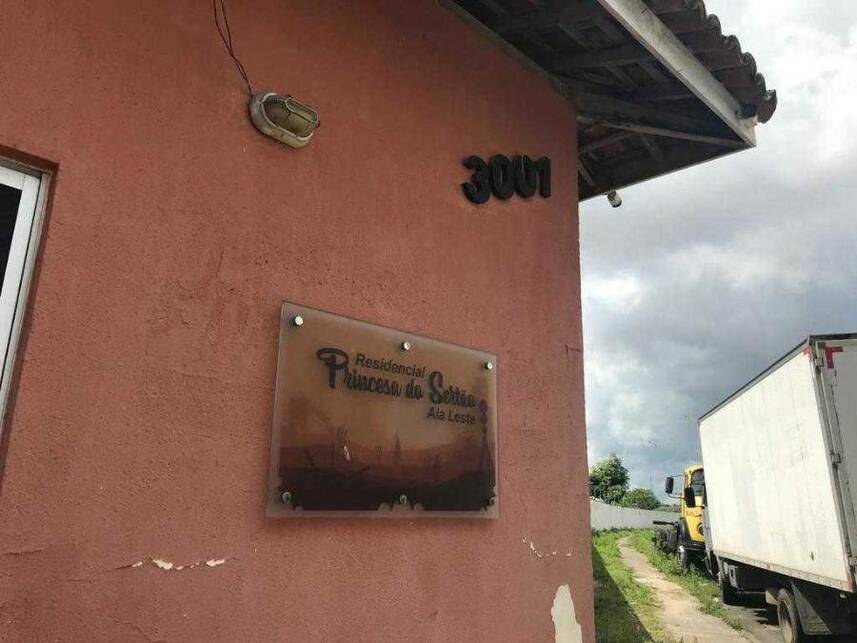 3001
Residencial
Princesa do Sertão
Ala Leste